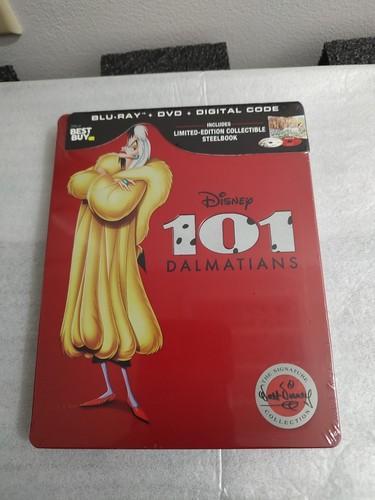 BLU-RAY™ + DVD + DIGITAL CODE
BEST
BUY
INCLUDES
LIMITED-EDITION COLLECTIBLE
STEELBOOK
Disney
101
DALMATIANS
THE SIGNATURE
Walt Disney
COLLECTION